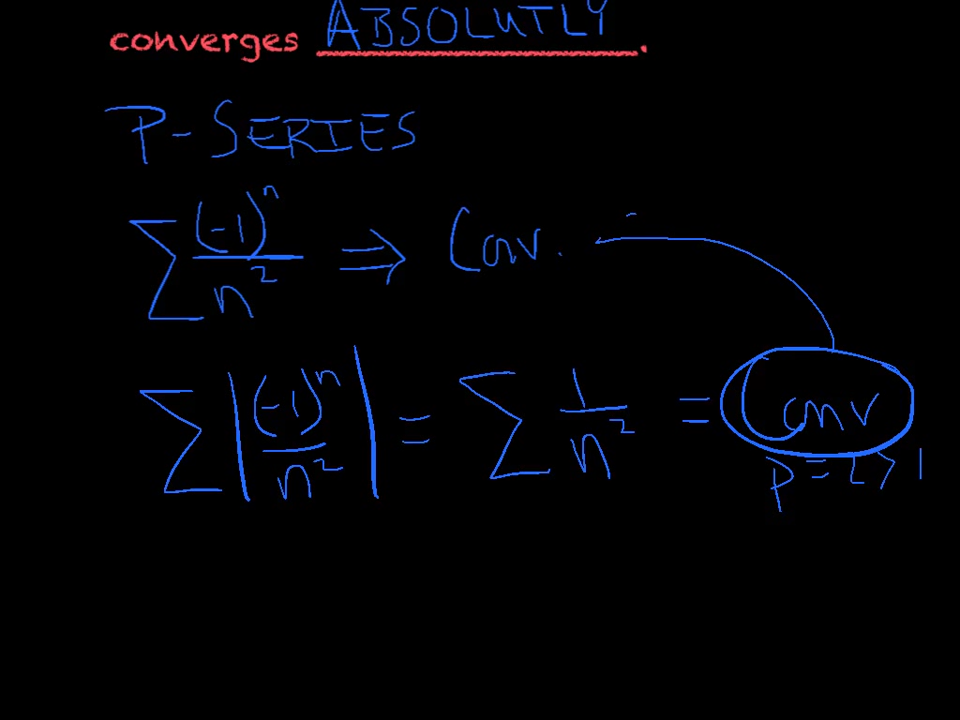 converges ABSOLUTLY.
P-SERIES
∑ (-1)^n / n^2 ⇒ Conv.
∑ |(-1)^n / n^2| = ∑ 1 / n^2 = conv
p = 2 > 1